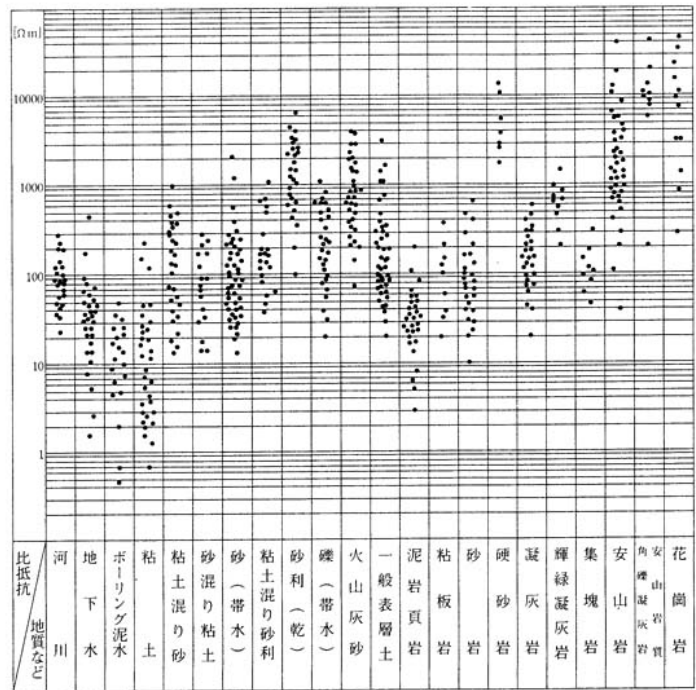 [Ωm]
10000
1000
100
10
1
比抵抗
地質など
河川
地下水
ボーリング泥水
粘土
粘土混り砂
砂混り粘土
砂(帯水)
粘土混り砂利
砂利(乾)
礫(帯水)
火山灰砂
一般表層土
泥岩頁岩
粘板岩
砂岩
硬砂岩
凝灰岩
輝緑凝灰岩
集塊岩
安山岩
安山岩質
角礫凝灰岩
花崗岩